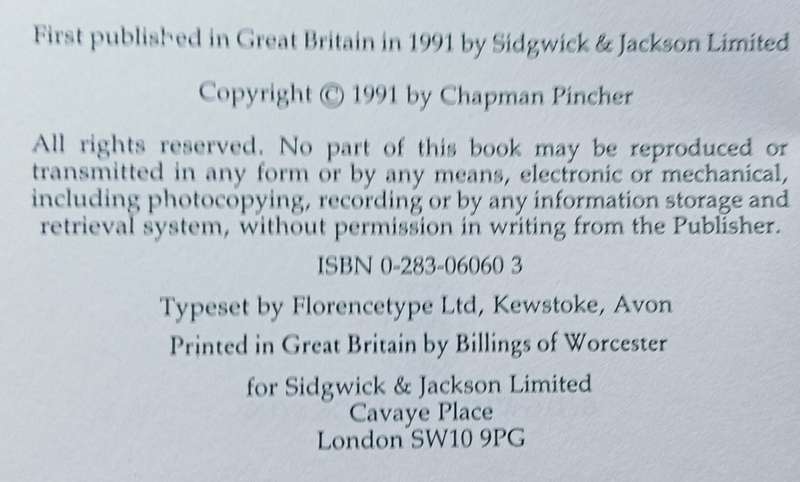 First published in Great Britain in 1991 by Sidgwick & Jackson Limited
Copyright © 1991 by Chapman Pincher
All rights reserved. No part of this book may be reproduced or
transmitted in any form or by any means, electronic or mechanical,
including photocopying, recording or by any information storage and
retrieval system, without permission in writing from the Publisher.
ISBN 0-283-06060 3
Typeset by Florencetype Ltd, Kewstoke, Avon
Printed in Great Britain by Billings of Worcester
for Sidgwick & Jackson Limited
Cavaye Place
London SW10 9PG